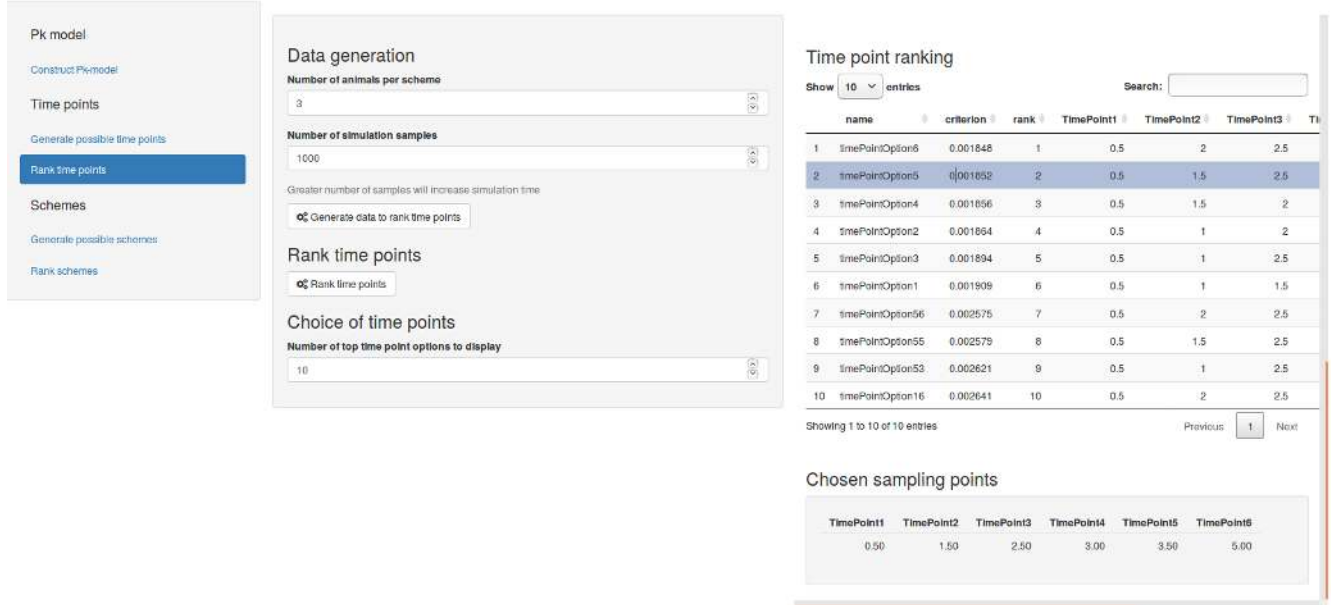 Pk model
Construct Pk-model
Time points
Generate possible time points
Rank time points
Schemes
Generate possible schemes
Rank schemes
Data generation
Number of animals per scheme
3
Number of simulation samples
1000
Greater number of samples will increase simulation time
Generate data to rank time points
Rank time points
Rank time points
Choice of time points
Number of top time point options to display
10
Time point ranking
Show 10 entries Search:
name criterion rank TimePoint1 TimePoint2 TimePoint3 Ti
1 timePointOption6 0.001848 1 0.5 2 2.5
2 timePointOption5 0.001852 2 0.5 1.5 2.5
3 timePointOption4 0.001856 3 0.5 1.5 2
4 timePointOption2 0.001864 4 0.5 1 2
5 timePointOption3 0.001894 5 0.5 1 2.5
6 timePointOption1 0.001909 6 0.5 1 1.5
7 timePointOption56 0.002575 7 0.5 2 2.5
8 timePointOption55 0.002579 8 0.5 1.5 2.5
9 timePointOption53 0.002621 9 0.5 1 2.5
10 timePointOption16 0.002641 10 0.5 2 2.5
Showing 1 to 10 of 10 entries Previous 1 Next
Chosen sampling points
TimePoint1 TimePoint2 TimePoint3 TimePoint4 TimePoint5 TimePoint6
0.50 1.50 2.50 3.00 3.50 5.00